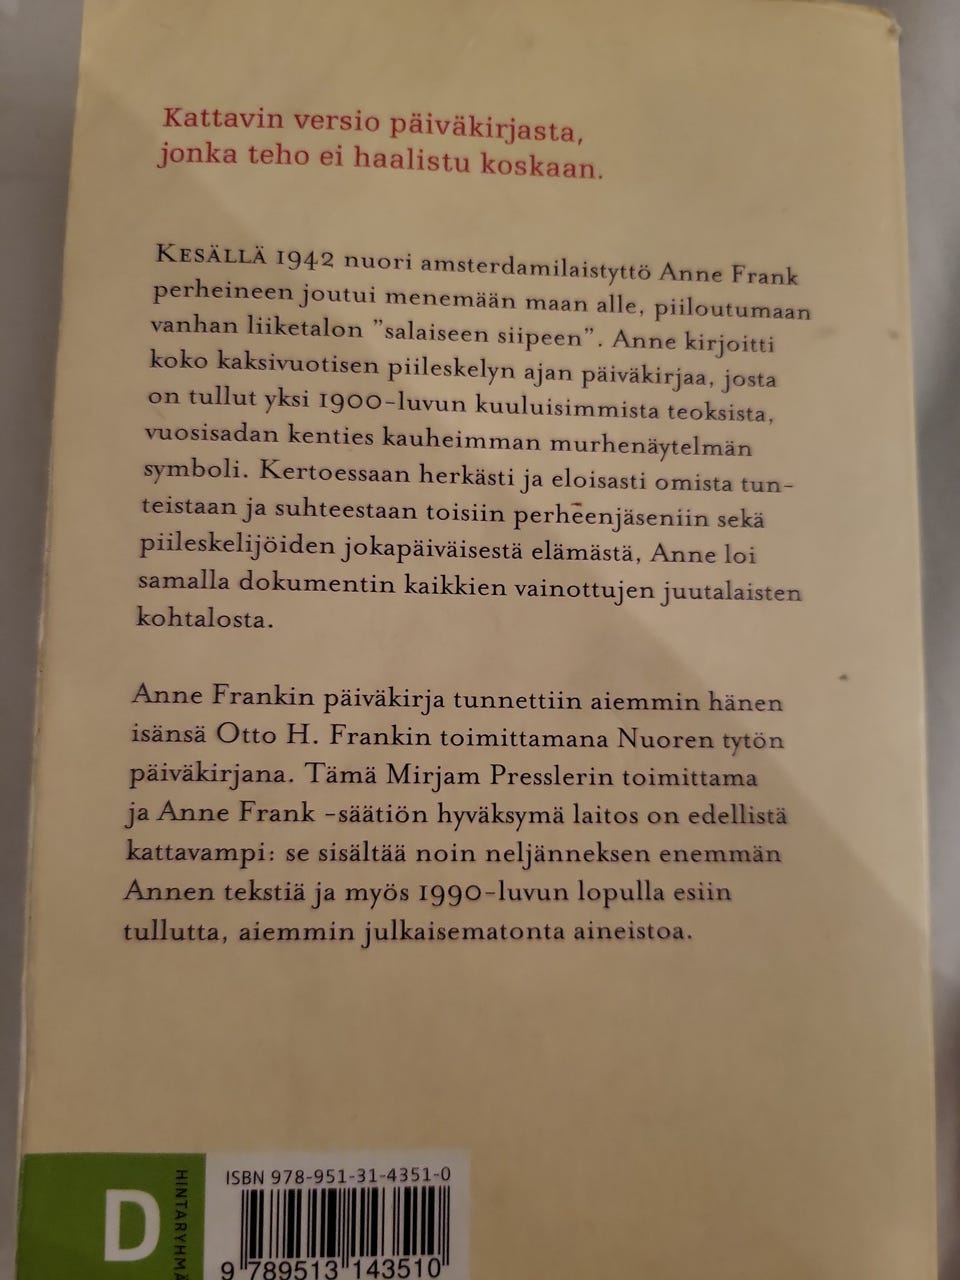 Kattavin versio päiväkirjasta,
jonka teho ei haalistu koskaan.
KESÄLLÄ 1942 nuori amsterdamilaistyttö Anne Frank
perheineen joutui menemään maan alle, piiloutumaan
vanhan liiketalon ”salaiseen siipeen”. Anne kirjoitti
koko kaksivuotisen piileskelyn ajan päiväkirjaa, josta
on tullut yksi 1900-luvun kuuluisimmista teoksista,
vuosisadan kenties kauheimman murhenäytelmän
symboli. Kertoessaan herkästi ja eloisasti omista tun-
teistaan ja suhteestaan toisiin perheenjäseniin sekä
piileskelijöiden jokapäiväisestä elämästä, Anne loi
samalla dokumentin kaikkien vainottujen juutalaisten
kohtalosta.
Anne Frankin päiväkirja tunnettiin aiemmin hänen
isänsä Otto H. Frankin toimittamana Nuoren tytön
päiväkirjana. Tämä Mirjam Presslerin toimittama
ja Anne Frank -säätiön hyväksymä laitos on edellistä
kattavampi: se sisältää noin neljänneksen enemmän
Annen tekstiä ja myös 1990-luvun lopulla esiin
tullutta, aiemmin julkaisematonta aineistoa.
D
HINTARYHMÄ
ISBN 978-951-31-4351-0
9 789513 143510